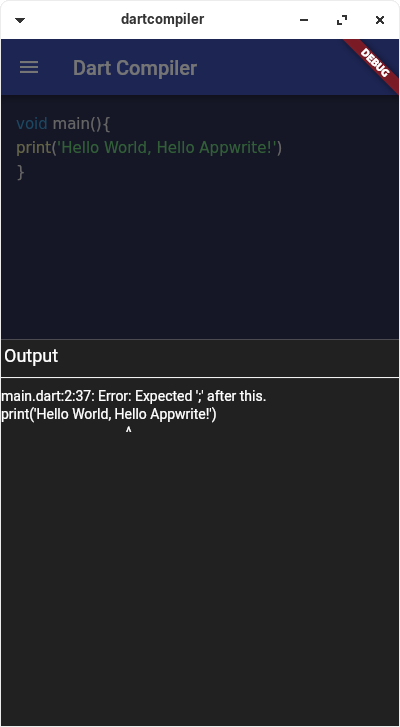 dartcompiler
Dart Compiler
DEBUG
void main(){
print('Hello World, Hello Appwrite!')
}
Output
main.dart:2:37: Error: Expected ';' after this.
print('Hello World, Hello Appwrite!')
^